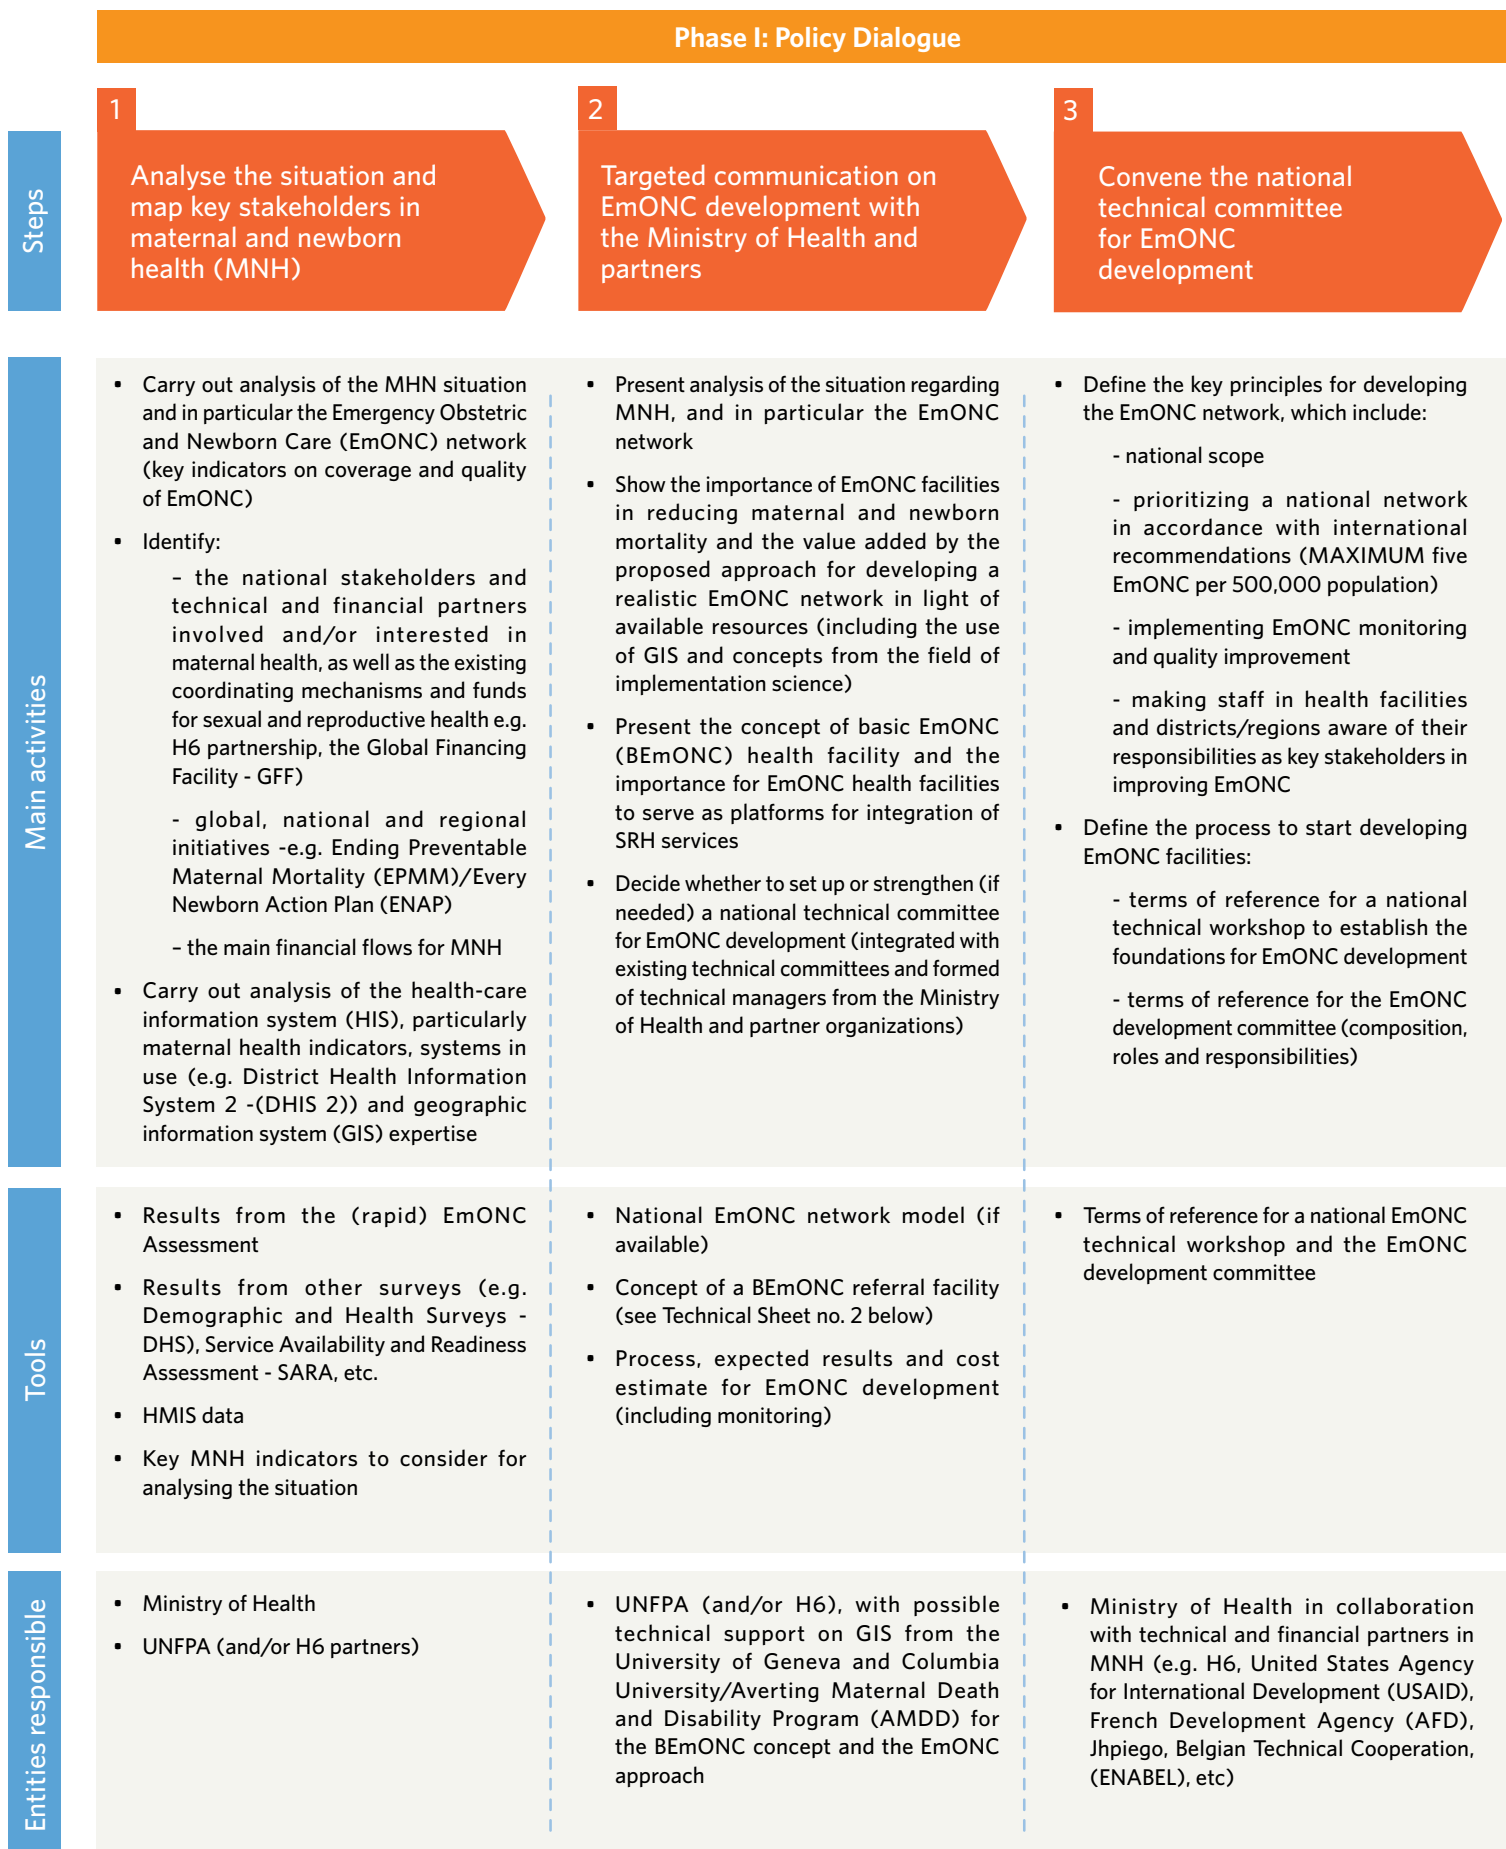 Phase I: Policy Dialogue
Steps
1
Analyse the situation and
map key stakeholders in
maternal and newborn
health (MNH)
2
Targeted communication on
EmONC development with
the Ministry of Health and
partners
3
Convene the national
technical committee
for EmONC
development
Main activities
▪ Carry out analysis of the MHN situation
and in particular the Emergency Obstetric
and Newborn Care (EmONC) network
(key indicators on coverage and quality
of EmONC)
▪ Identify:
– the national stakeholders and
technical and financial partners
involved and/or interested in
maternal health, as well as the existing
coordinating mechanisms and funds
for sexual and reproductive health e.g.
H6 partnership, the Global Financing
Facility - GFF)
- global, national and regional
initiatives -e.g. Ending Preventable
Maternal Mortality (EPMM)/Every
Newborn Action Plan (ENAP)
– the main financial flows for MNH
▪ Carry out analysis of the health-care
information system (HIS), particularly
maternal health indicators, systems in
use (e.g. District Health Information
System 2 -(DHIS 2)) and geographic
information system (GIS) expertise
▪ Present analysis of the situation regarding
MNH, and in particular the EmONC
network
▪ Show the importance of EmONC facilities
in reducing maternal and newborn
mortality and the value added by the
proposed approach for developing a
realistic EmONC network in light of
available resources (including the use
of GIS and concepts from the field of
implementation science)
▪ Present the concept of basic EmONC
(BEmONC) health facility and the
importance for EmONC health facilities
to serve as platforms for integration of
SRH services
▪ Decide whether to set up or strengthen (if
needed) a national technical committee
for EmONC development (integrated with
existing technical committees and formed
of technical managers from the Ministry
of Health and partner organizations)
▪ Define the key principles for developing
the EmONC network, which include:
- national scope
- prioritizing a national network
in accordance with international
recommendations (MAXIMUM five
EmONC per 500,000 population)
- implementing EmONC monitoring
and quality improvement
- making staff in health facilities
and districts/regions aware of their
responsibilities as key stakeholders in
improving EmONC
▪ Define the process to start developing
EmONC facilities:
- terms of reference for a national
technical workshop to establish the
foundations for EmONC development
- terms of reference for the EmONC
development committee (composition,
roles and responsibilities)
Tools
▪ Results from the (rapid) EmONC
Assessment
▪ Results from other surveys (e.g.
Demographic and Health Surveys -
DHS), Service Availability and Readiness
Assessment - SARA, etc.
▪ HMIS data
▪ Key MNH indicators to consider for
analysing the situation
▪ National EmONC network model (if
available)
▪ Concept of a BEmONC referral facility
(see Technical Sheet no. 2 below)
▪ Process, expected results and cost
estimate for EmONC development
(including monitoring)
▪ Terms of reference for a national EmONC
technical workshop and the EmONC
development committee
Entities responsible
▪ Ministry of Health
▪ UNFPA (and/or H6 partners)
▪ UNFPA (and/or H6), with possible
technical support on GIS from the
University of Geneva and Columbia
University/Averting Maternal Death
and Disability Program (AMDD) for
the BEmONC concept and the EmONC
approach
▪ Ministry of Health in collaboration
with technical and financial partners in
MNH (e.g. H6, United States Agency
for International Development (USAID),
French Development Agency (AFD),
Jhpiego, Belgian Technical Cooperation,
(ENABEL), etc)